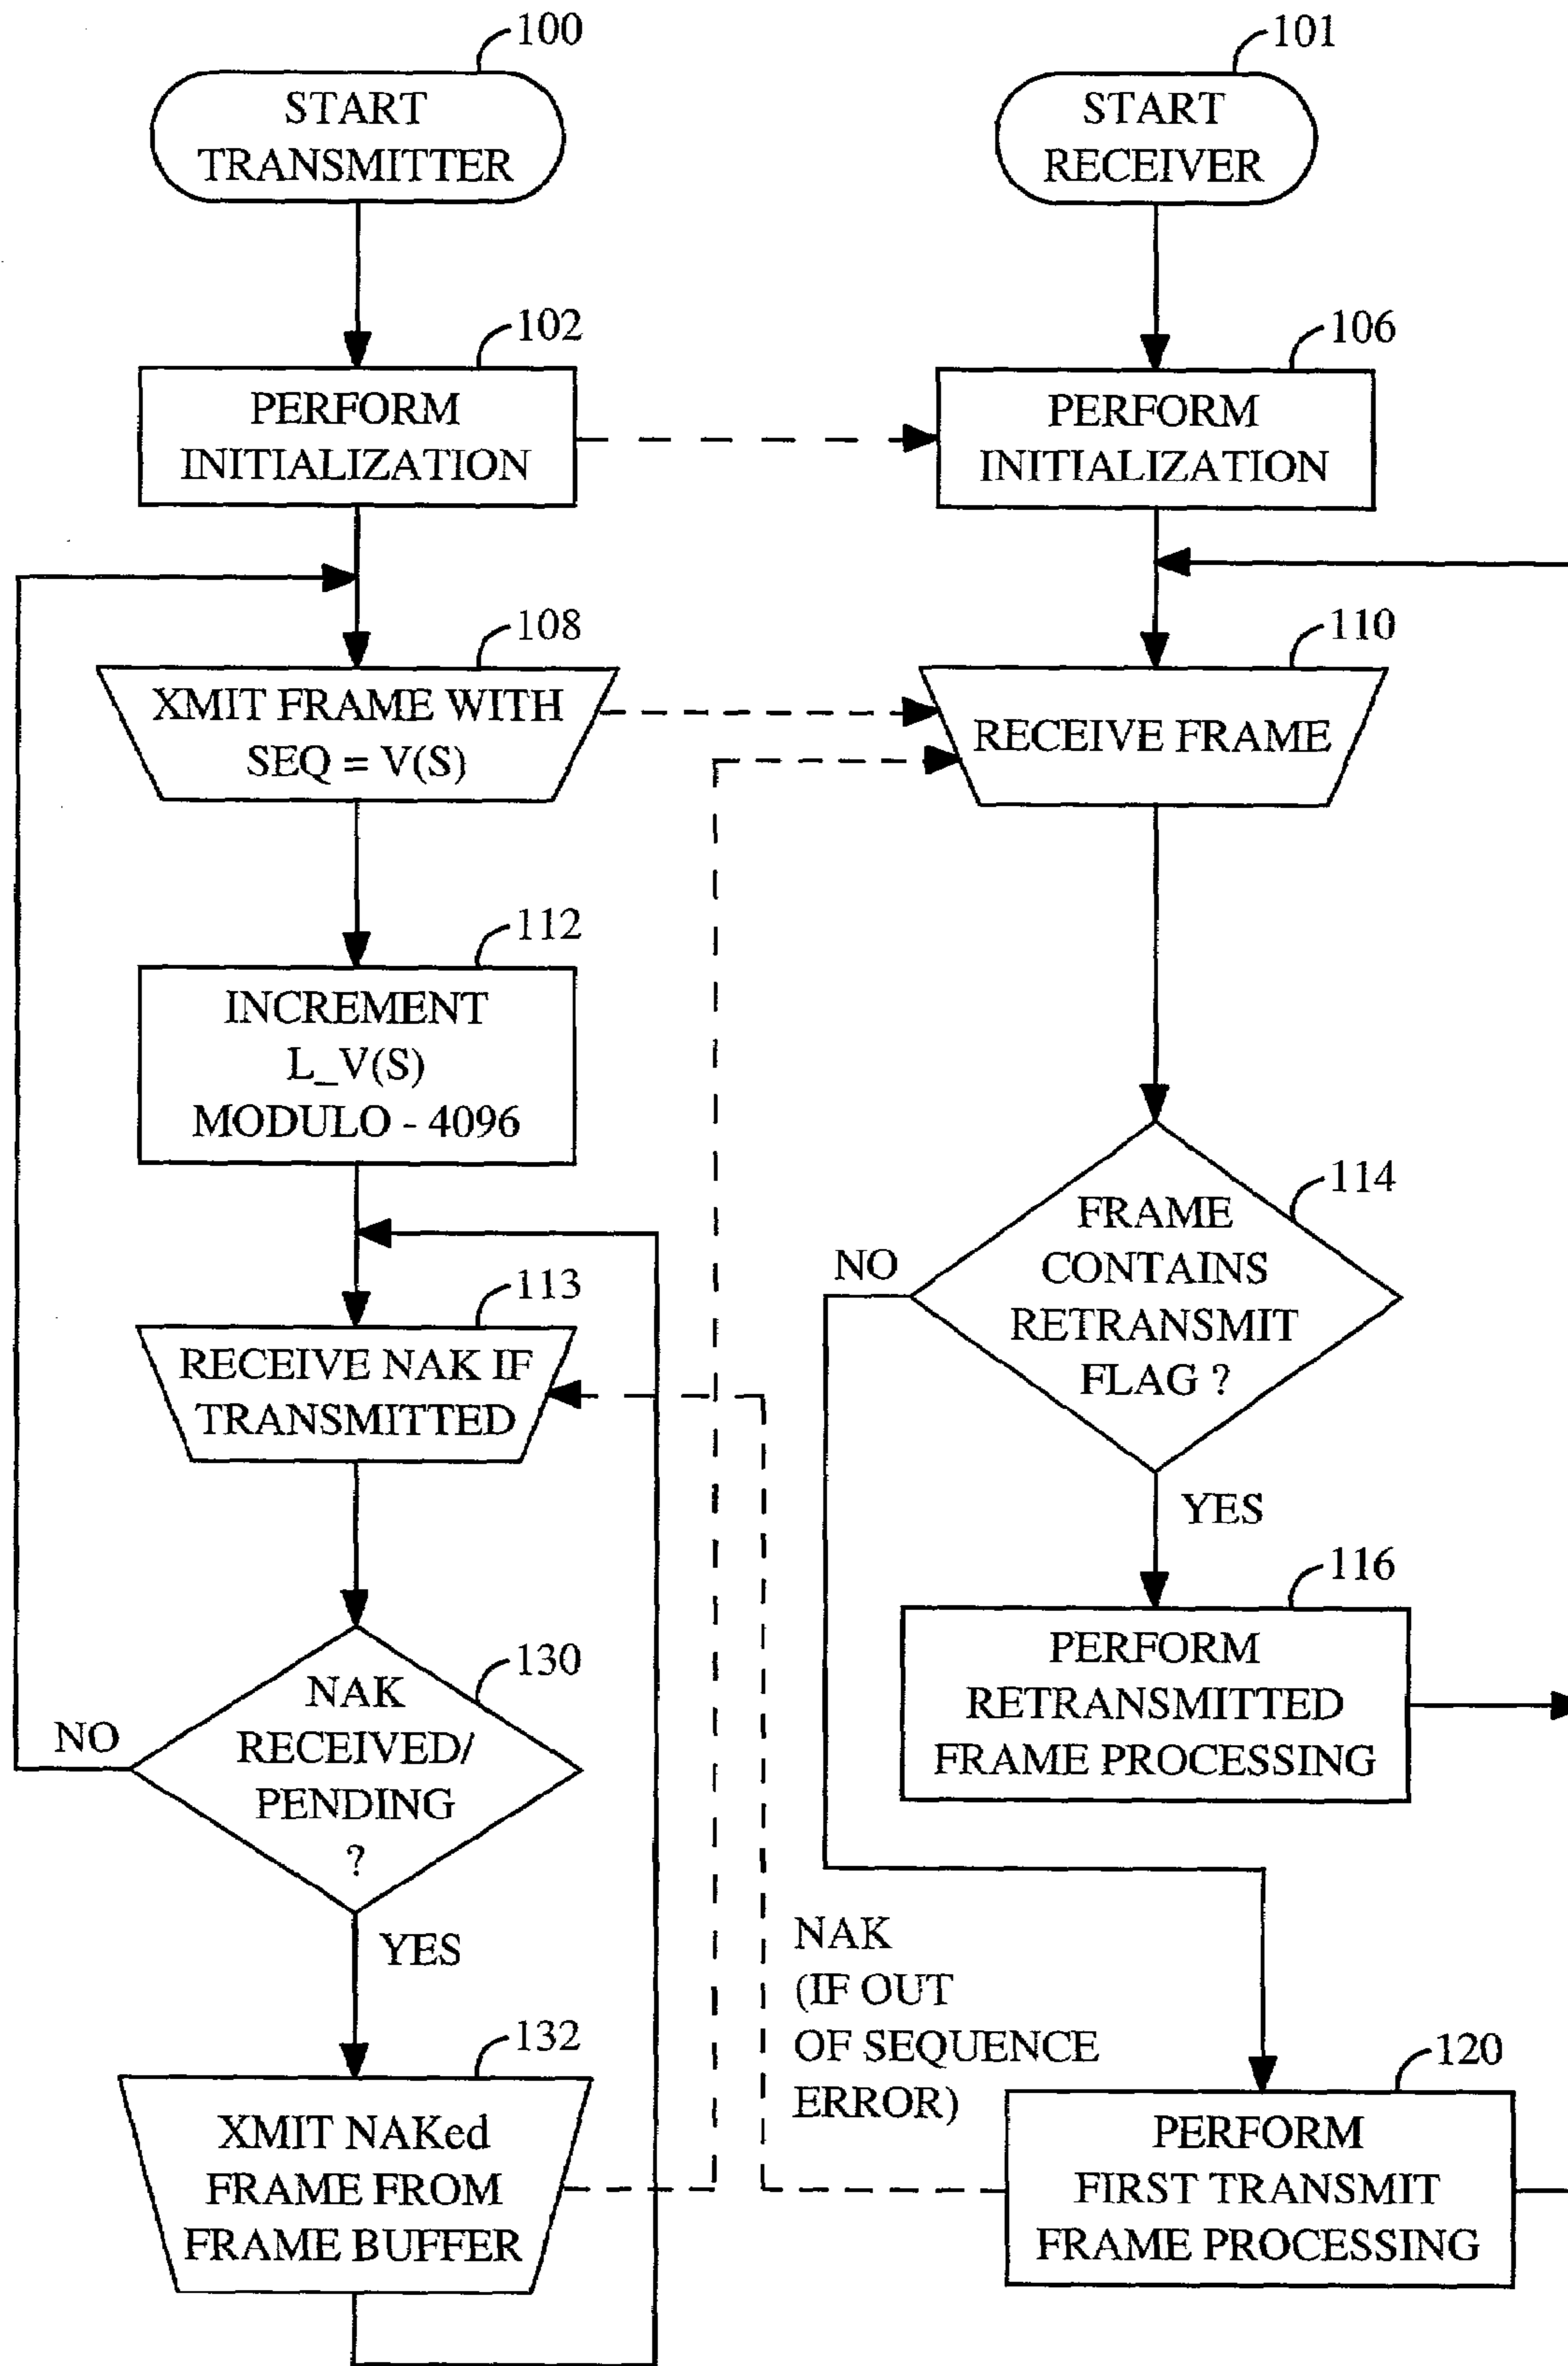 100
START
TRANSMITTER
101
START
RECEIVER
102
PERFORM
INITIALIZATION
106
PERFORM
INITIALIZATION
108
XMIT FRAME WITH
SEQ = V(S)
110
RECEIVE FRAME
112
INCREMENT
L_V(S)
MODULO - 4096
113
RECEIVE NAK IF
TRANSMITTED
114
FRAME
CONTAINS
RETRANSMIT
FLAG ?
NO
YES
116
PERFORM
RETRANSMITTED
FRAME PROCESSING
130
NAK
RECEIVED/
PENDING
?
NO
YES
132
XMIT NAKed
FRAME FROM
FRAME BUFFER
NAK
(IF OUT
OF SEQUENCE
ERROR)
120
PERFORM
FIRST TRANSMIT
FRAME PROCESSING